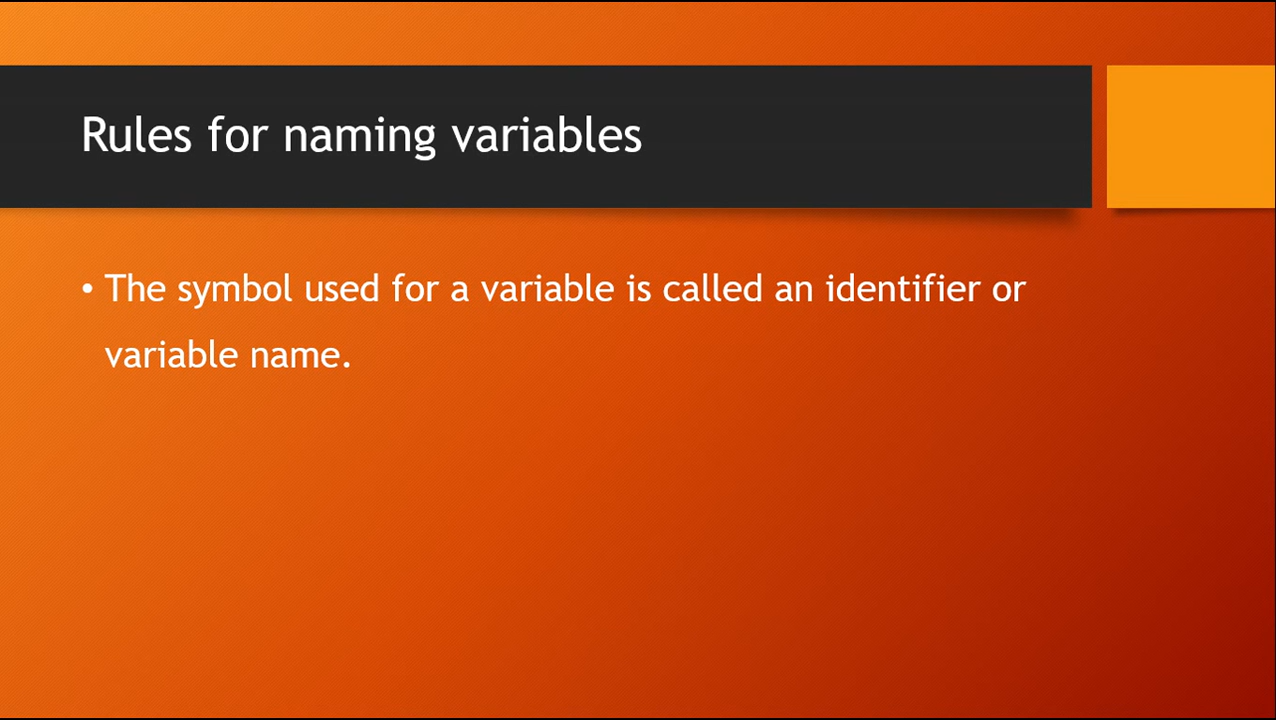 Rules for naming variables
• The symbol used for a variable is called an identifier or
variable name.